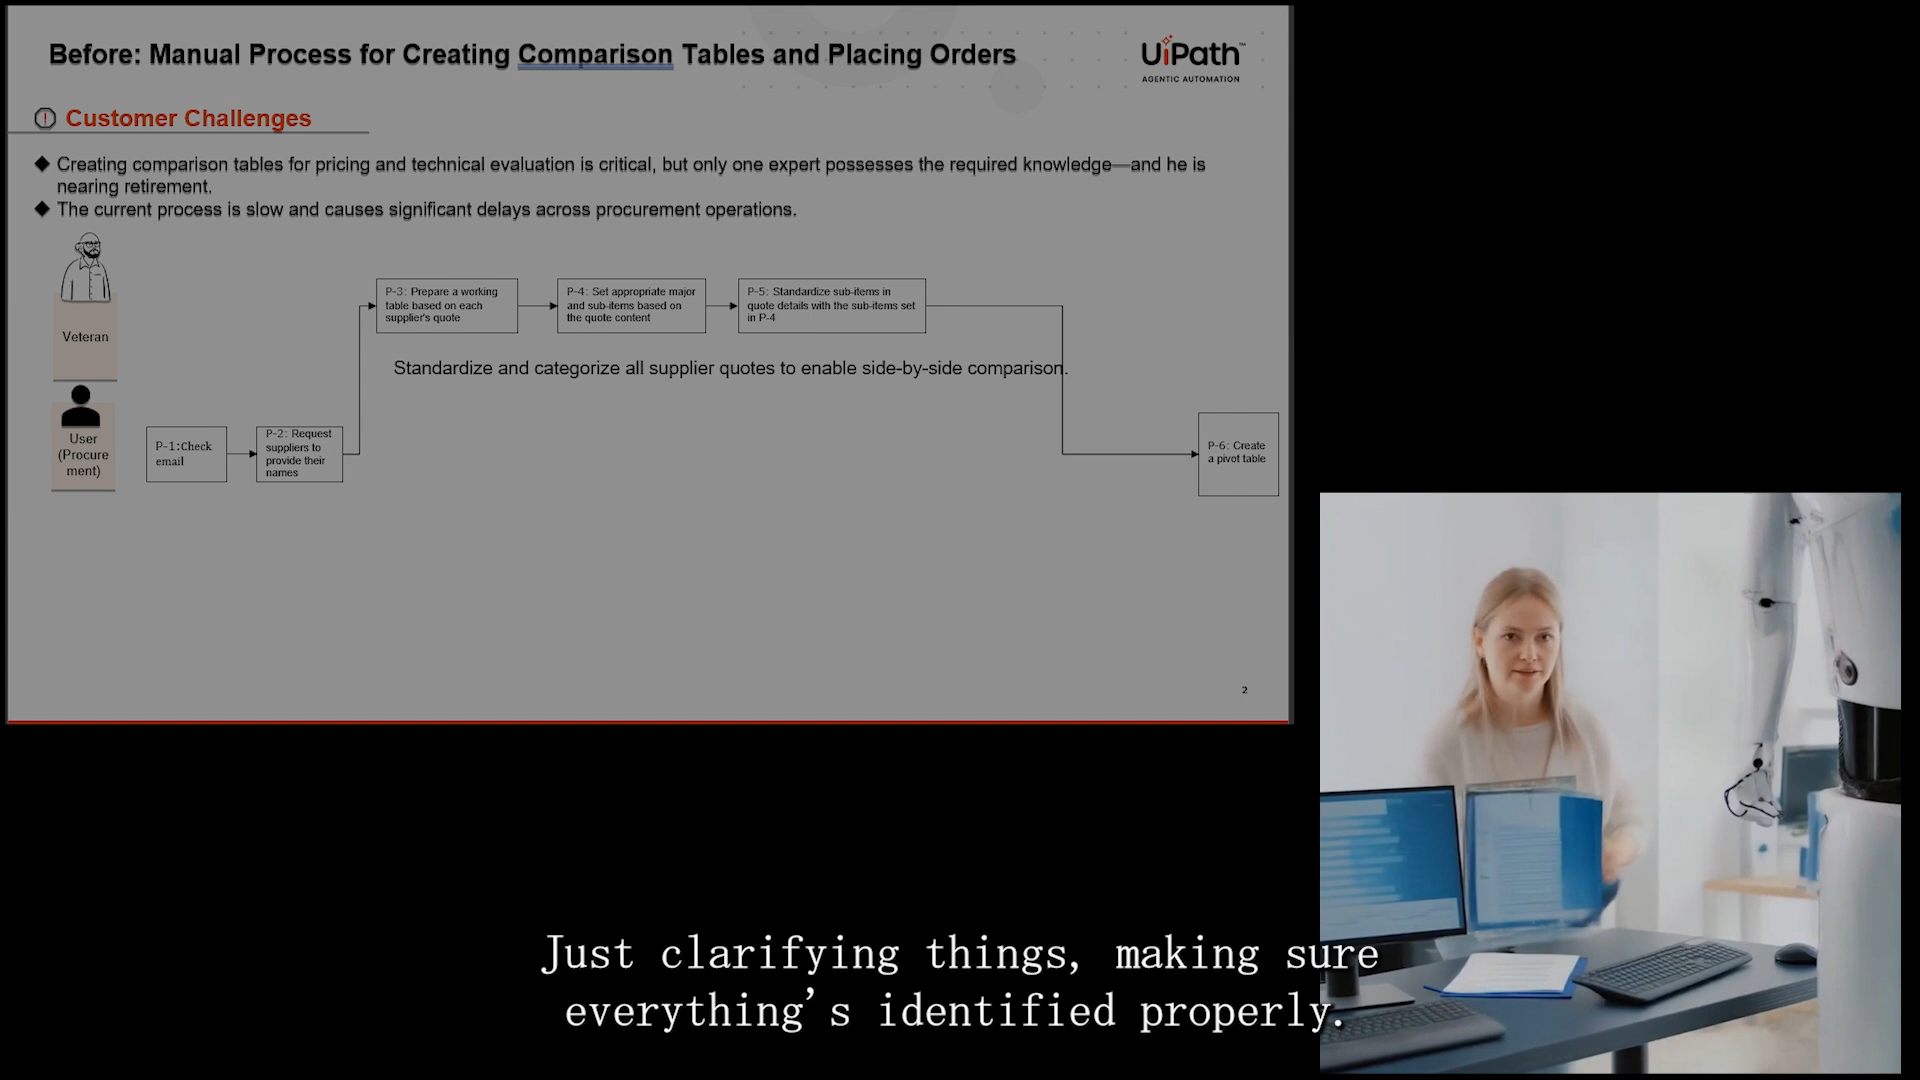 Before: Manual Process for Creating Comparison Tables and Placing Orders
UiPath™
AGENTIC AUTOMATION
Customer Challenges
Creating comparison tables for pricing and technical evaluation is critical, but only one expert possesses the required knowledge—and he is
nearing retirement.
The current process is slow and causes significant delays across procurement operations.
P-3: Prepare a working
table based on each
supplier's quote
P-4: Set appropriate major
and sub-items based on
the quote content
P-5: Standardize sub-items in
quote details with the sub-items set
in P-4
Veteran
Standardize and categorize all supplier quotes to enable side-by-side comparison.
User
(Procure
ment)
P-1:Check
email
P-2: Request
suppliers to
provide their
names
P-6: Create
a pivot table
2
Just clarifying things, making sure
everything's identified properly.